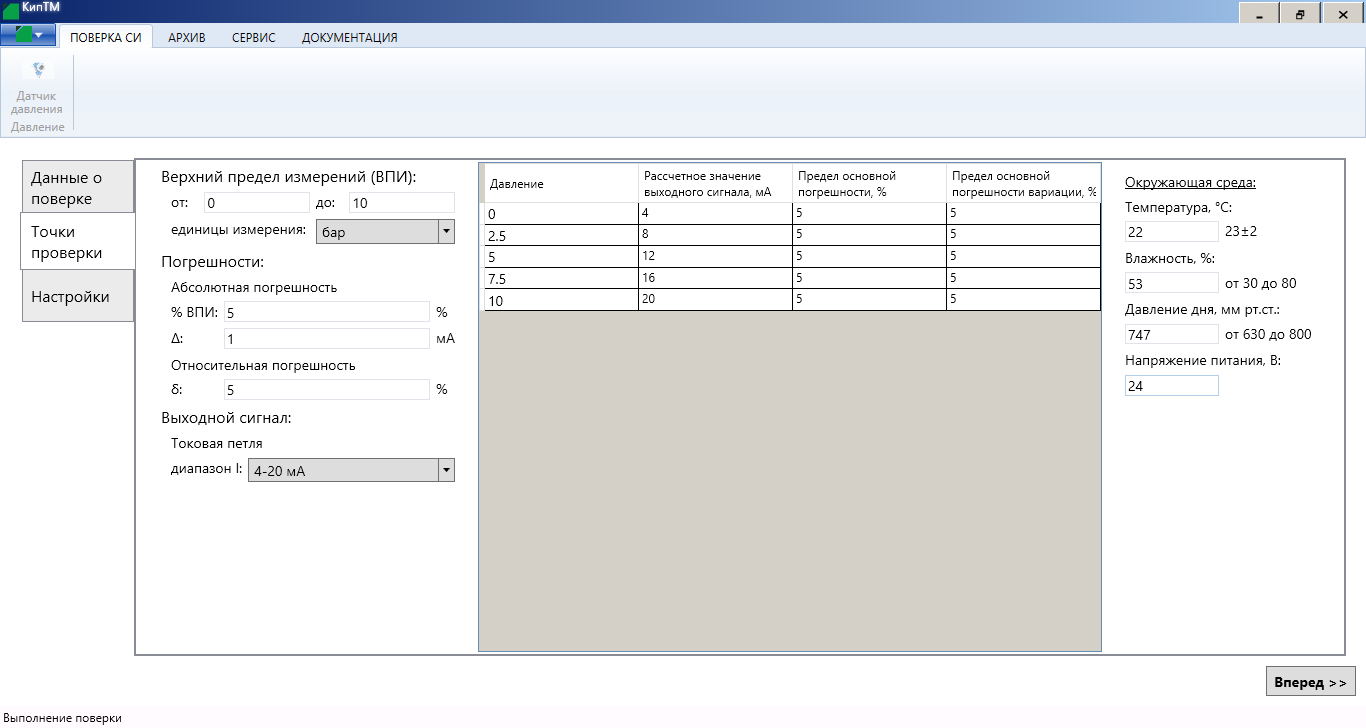 КипТМ
ПОВЕРКА СИ АРХИВ СЕРВИС ДОКУМЕНТАЦИЯ
Датчик
давления
Давление
Данные о
поверке
Точки
проверки
Настройки
Верхний предел измерений (ВПИ):
от: 0 до: 10
единицы измерения: бар
Погрешности:
Абсолютная погрешность
% ВПИ: 5 %
Δ: 1 мА
Относительная погрешность
δ: 5 %
Выходной сигнал:
Токовая петля
диапазон I: 4-20 мА
Давление
Рассчетное значение
выходного сигнала, мА
Предел основной
погрешности, %
Предел основной
погрешности вариации, %
0 4 5 5
2.5 8 5 5
5 12 5 5
7.5 16 5 5
10 20 5 5
Окружающая среда:
Температура, °C:
22 23±2
Влажность, %:
53 от 30 до 80
Давление дня, мм рт.ст.:
747 от 630 до 800
Напряжение питания, В:
24
Вперед >>
Выполнение поверки